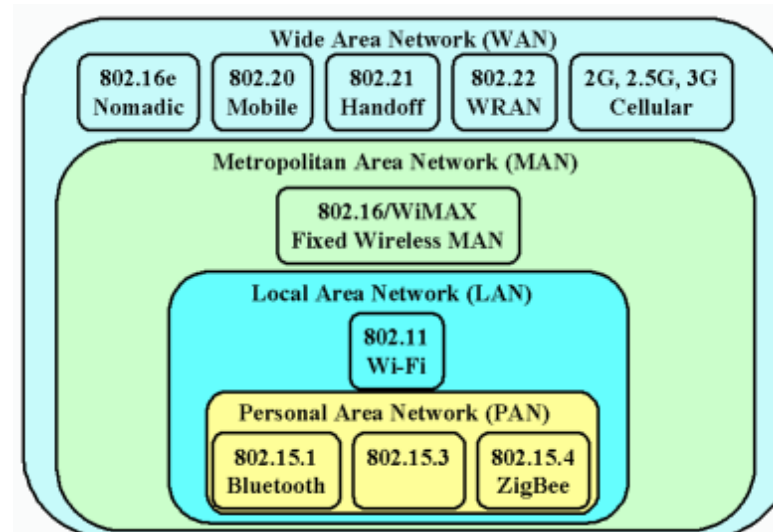 Wide Area Network (WAN)
802.16e
Nomadic
802.20
Mobile
802.21
Handoff
802.22
WRAN
2G, 2.5G, 3G
Cellular
Metropolitan Area Network (MAN)
802.16/WiMAX
Fixed Wireless MAN
Local Area Network (LAN)
802.11
Wi-Fi
Personal Area Network (PAN)
802.15.1
Bluetooth
802.15.3
802.15.4
ZigBee